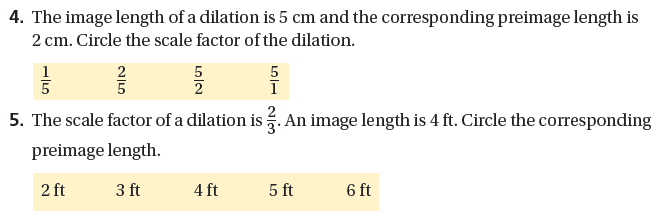 4. The image length of a dilation is 5 cm and the corresponding preimage length is
2 cm. Circle the scale factor of the dilation.
1/5 2/5 5/2 5/1
5. The scale factor of a dilation is 2/3. An image length is 4 ft. Circle the corresponding
preimage length.
2 ft 3 ft 4 ft 5 ft 6 ft